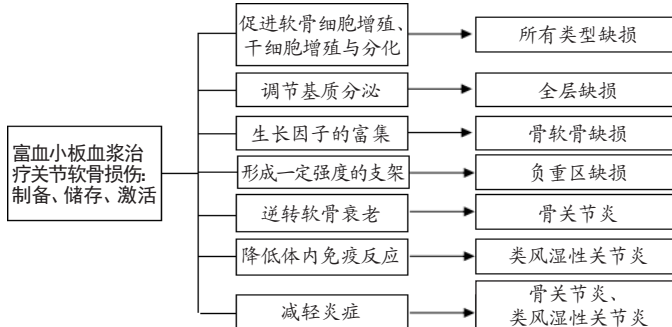 富血小板血浆治
疗关节软骨损伤:
制备、储存、激活
促进软骨细胞增殖、
干细胞增殖与分化
所有类型缺损
调节基质分泌
全层缺损
生长因子的富集
骨软骨缺损
形成一定强度的支架
负重区缺损
逆转软骨衰老
骨关节炎
降低体内免疫反应
类风湿性关节炎
减轻炎症
骨关节炎、
类风湿性关节炎